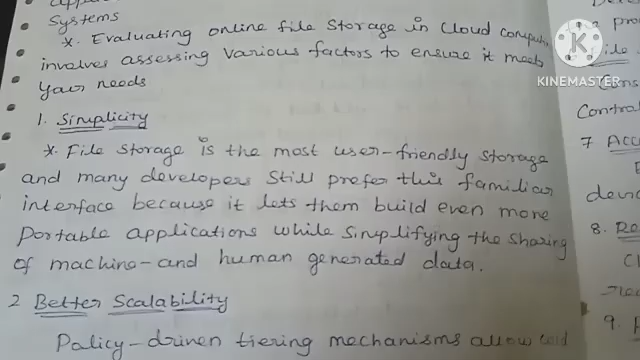 Systems
* Evaluating online file storage in cloud
involves assessing various factors to ensure it meets
your needs
1. Simplicity
* File storage is the most user-friendly storage
and many developers still prefer this familiar
interface because it lets them build even more
portable applications while simplifying the sharing
of machine-and human generated data.
2 Better Scalability
Policy-driven tiering mechanisms allow cold
KINEMASTER
7 Acc
8.
9.